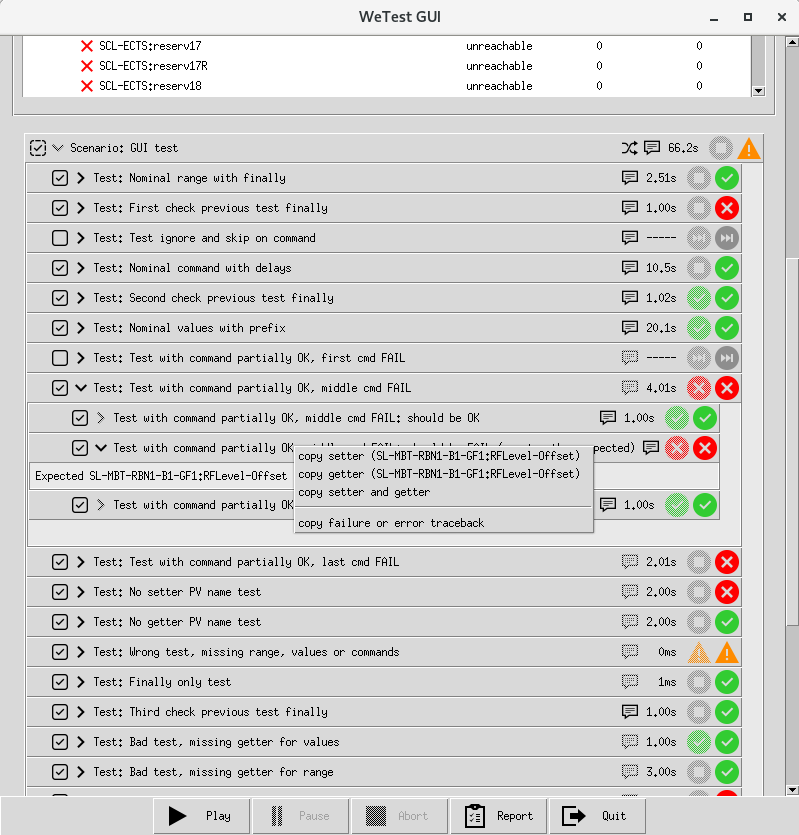 WeTest GUI
SCL-ECTS:reserv17 unreachable 0 0
SCL-ECTS:reserv17R unreachable 0 0
SCL-ECTS:reserv18 unreachable 0 0
Scenario: GUI test 66.2s
Test: Nominal range with finally 2.51s
Test: First check previous test finally 1.00s
Test: Test ignore and skip on command -----
Test: Nominal command with delays 10.5s
Test: Second check previous test finally 1.02s
Test: Nominal values with prefix 20.1s
Test: Test with command partially OK, first cmd FAIL -----
Test: Test with command partially OK, middle cmd FAIL 4.01s
Test with command partially OK, middle cmd FAIL: should be OK 1.00s
Test with command partially OK, pected)
copy setter (SL-MBT-RBN1-B1-GF1:RFLevel-Offset)
copy getter (SL-MBT-RBN1-B1-GF1:RFLevel-Offset)
Expected SL-MBT-RBN1-B1-GF1:RFLevel-Offset
copy setter and getter
Test with command partially OK 1.00s
copy failure or error traceback
Test: Test with command partially OK, last cmd FAIL 2.01s
Test: No setter PV name test 2.00s
Test: No getter PV name test 2.00s
Test: Wrong test, missing range, values or commands 0ms
Test: Finally only test 1ms
Test: Third check previous test finally 1.00s
Test: Bad test, missing getter for values 1.00s
Test: Bad test, missing getter for range 3.00s
Play Pause Abort Report Quit